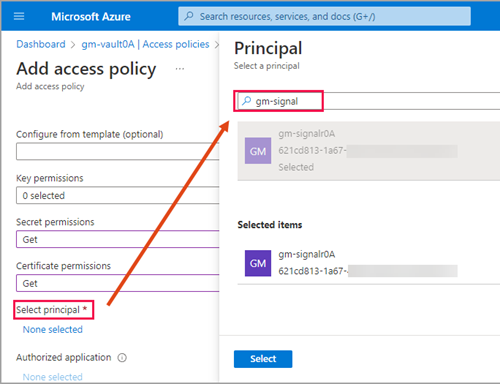 Microsoft Azure
Search resources, services, and docs (G+/)
Dashboard > gm-vault0A | Access policies >
Add access policy ...
Add access policy
Configure from template (optional)
Key permissions
0 selected
Secret permissions
Get
Certificate permissions
Get
Select principal *
None selected
Authorized application
None selected
Principal
Select a principal
gm-signal
GM
gm-signalr0A
621cd813-1a67-
Selected
Selected items
GM
gm-signalr0A
621cd813-1a67-
Select